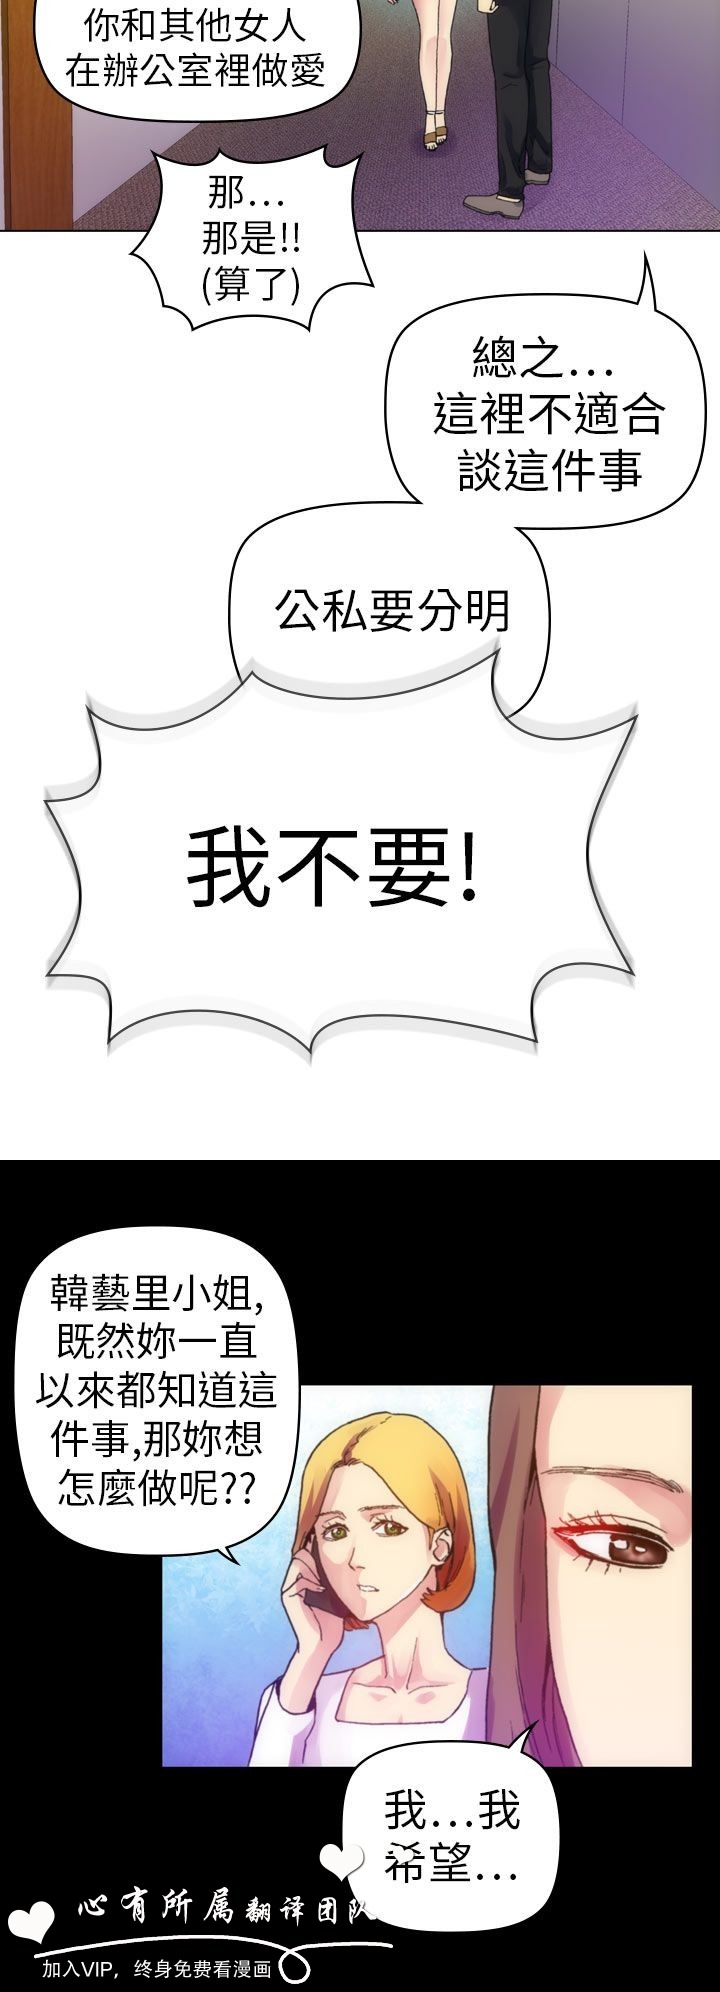 你和其他女人
在辦公室裡做愛
那...
那是!!
(算了)
總之...
這裡不適合
談這件事
公私要分明
我不要!
韓藝里小姐,
既然妳一直
以來都知道這
件事,那妳想
怎麼做呢??
我...我
希望...
心有所属翻译团队
加入VIP，终身免费看漫画